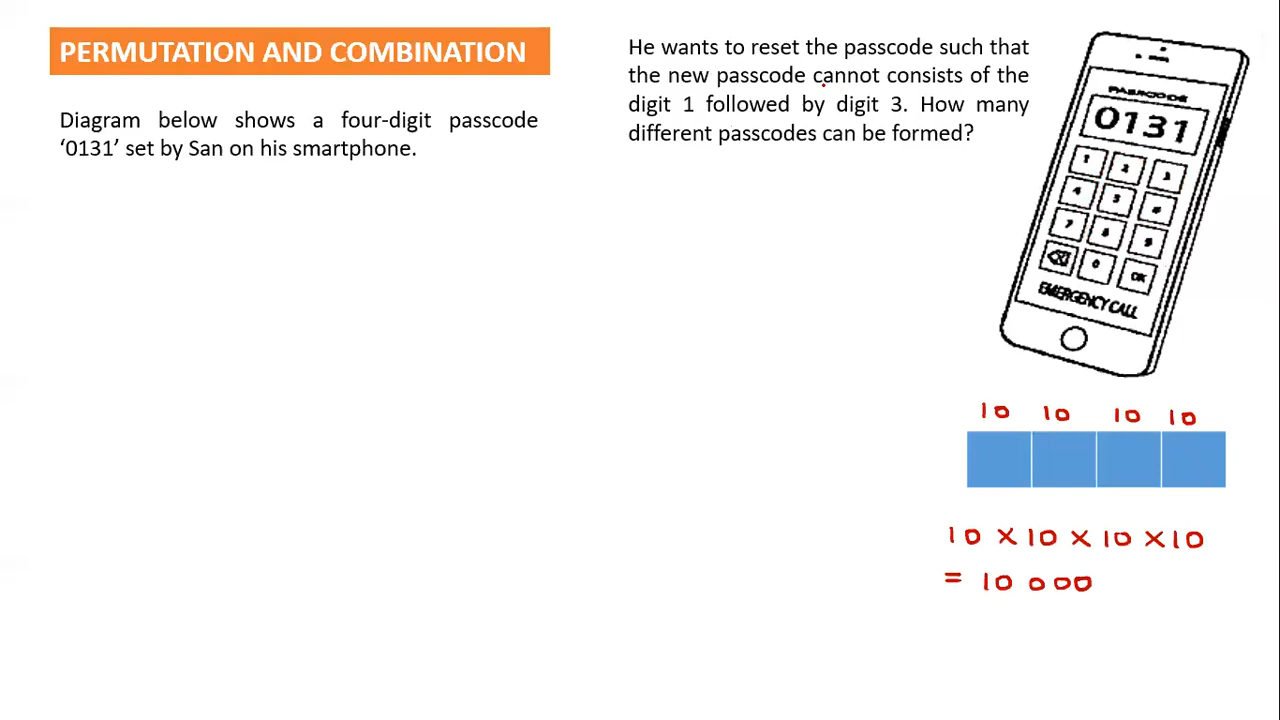 PERMUTATION AND COMBINATION
Diagram below shows a four-digit passcode
‘0131’ set by San on his smartphone.
He wants to reset the passcode such that
the new passcode cannot consists of the
digit 1 followed by digit 3. How many
different passcodes can be formed?
PASSCODE
0131
1 2 3
4
7 8
0 OK
EMERGENCY CALL
10 10 10 10
10 × 10 × 10 × 10
= 10 000